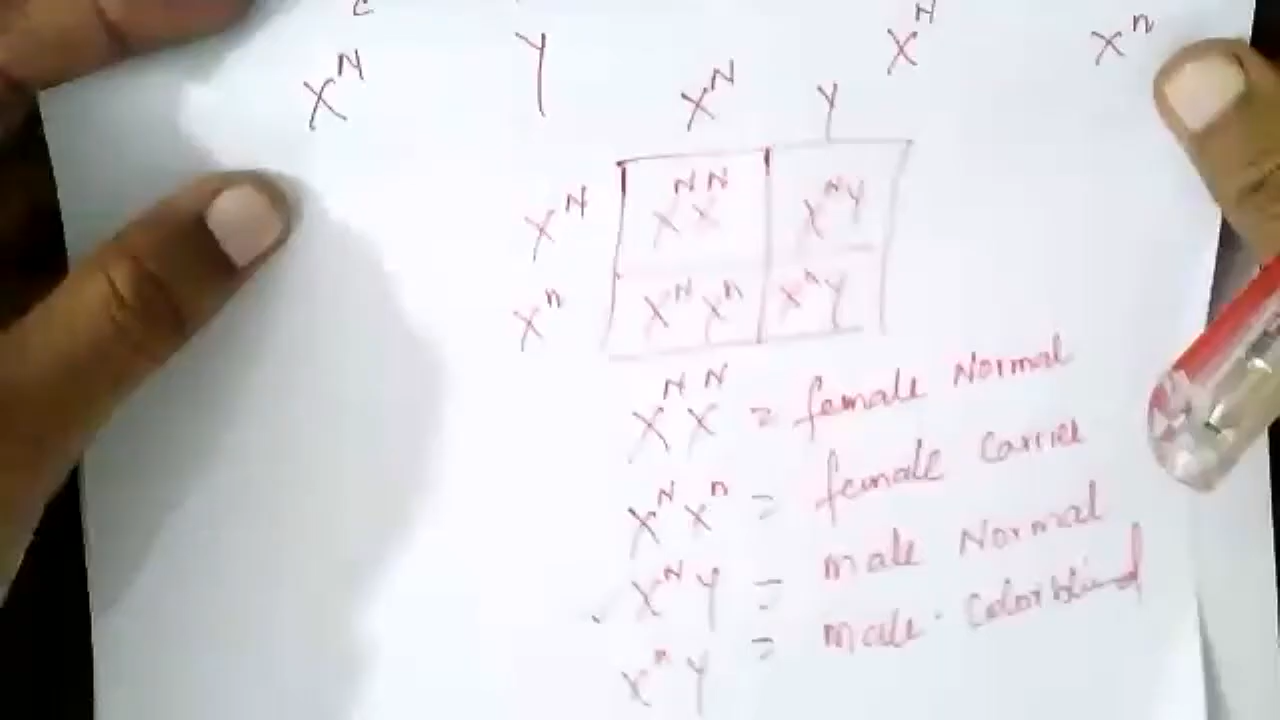 X^N Y X^N X^n
X^N Y
X^N X^N X^N X^N Y
X^n X^N X^n X^n Y
X^N X^N = female Normal
X^N X^n = female Carrier
X^N Y = male Normal
X^n Y = male. Colorblind